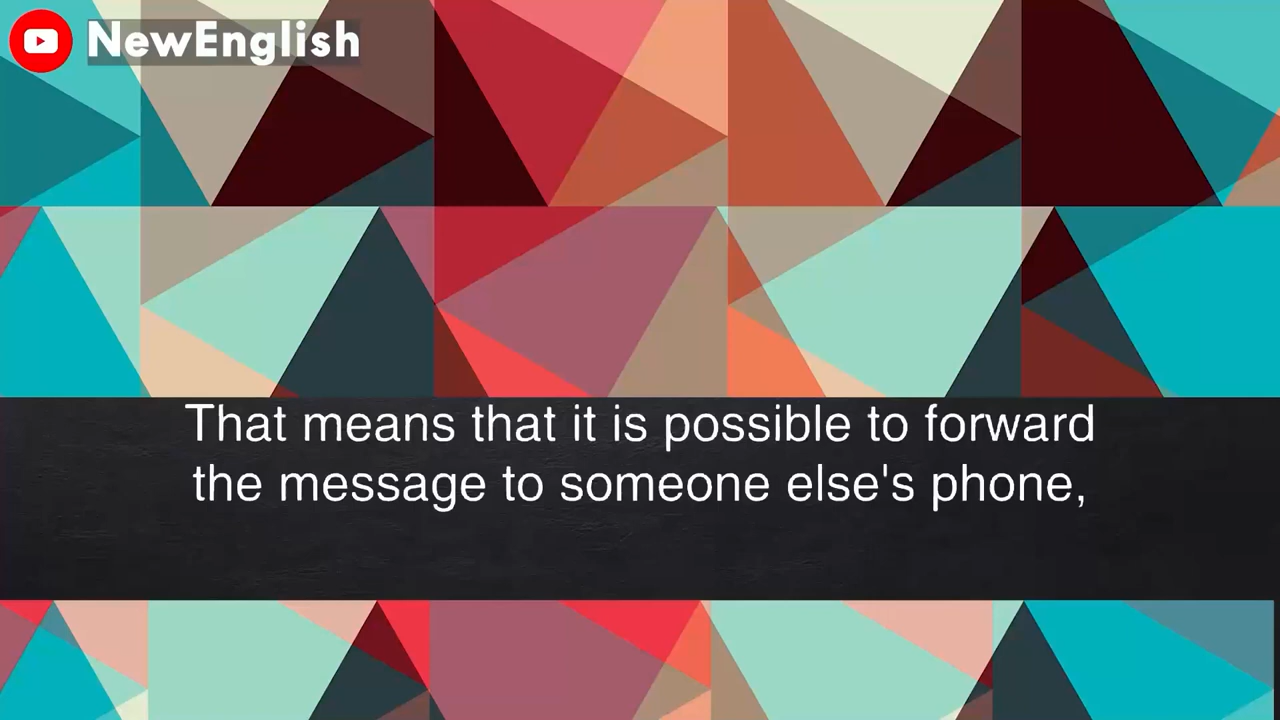 NewEnglish
That means that it is possible to forward
the message to someone else's phone,